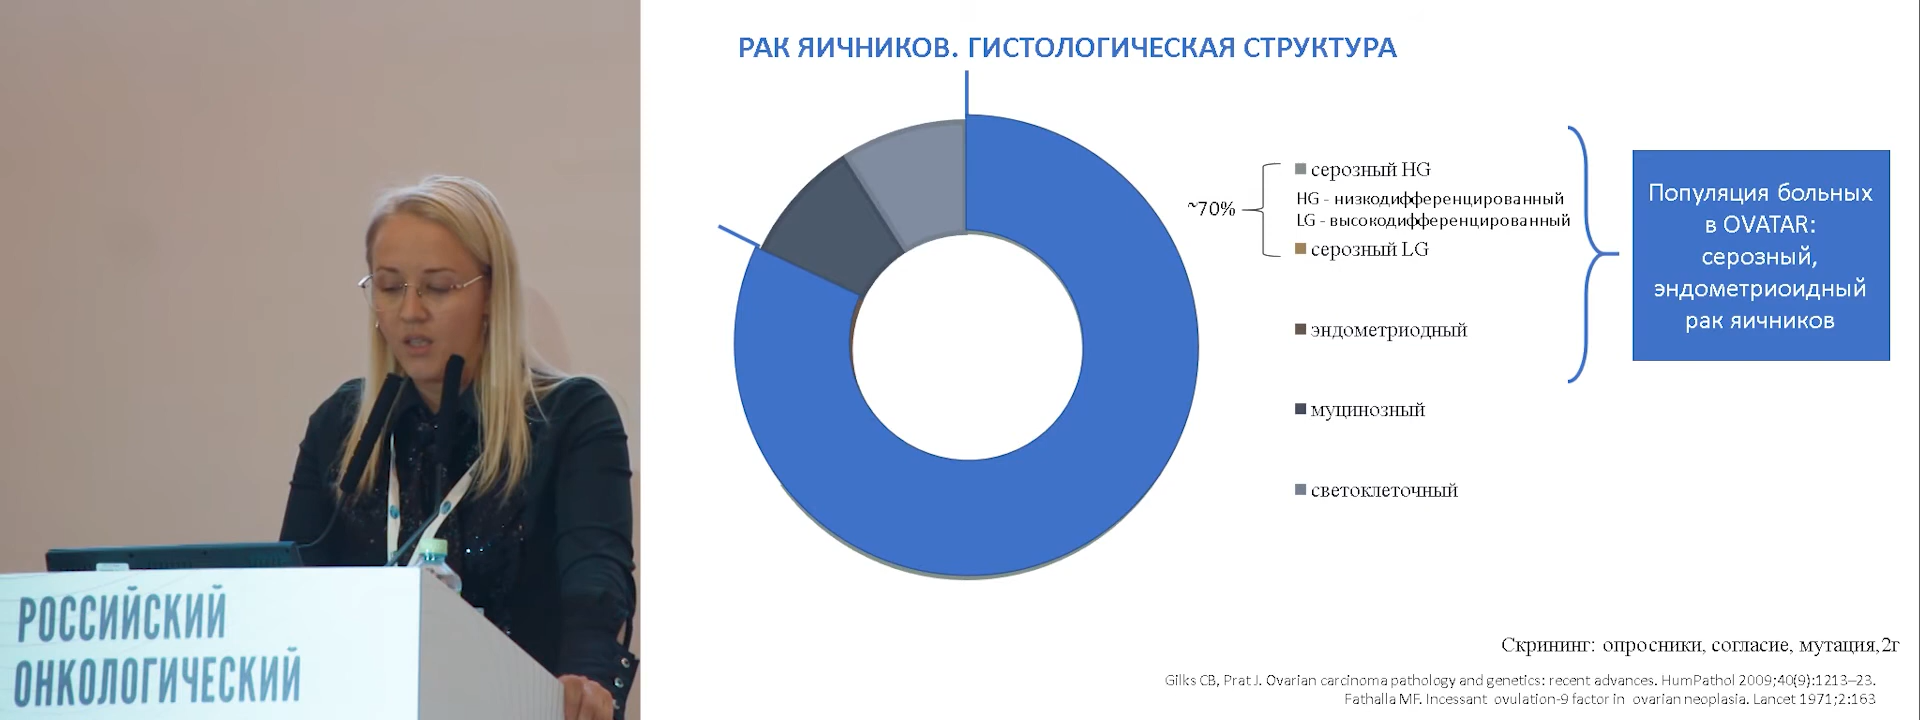 РАК ЯИЧНИКОВ. ГИСТОЛОГИЧЕСКАЯ СТРУКТУРА
~70%
серозный HG
HG - низкодифференцированный
LG - высокодифференцированный
серозный LG
эндометриодный
муцинозный
светоклеточный
Популяция больных
в OVATAR:
серозный,
эндометриоидный
рак яичников
Скрининг: опросники, согласие, мутация,2г
Gilks CB, Prat J. Ovarian carcinoma pathology and genetics: recent advances. HumPathol 2009;40(9):1213–23.
Fathalla MF. Incessant ovulation-9 factor in ovarian neoplasia. Lancet 1971;2:163
РОССИЙСКИЙ
ОНКОЛОГИЧЕСКИЙ